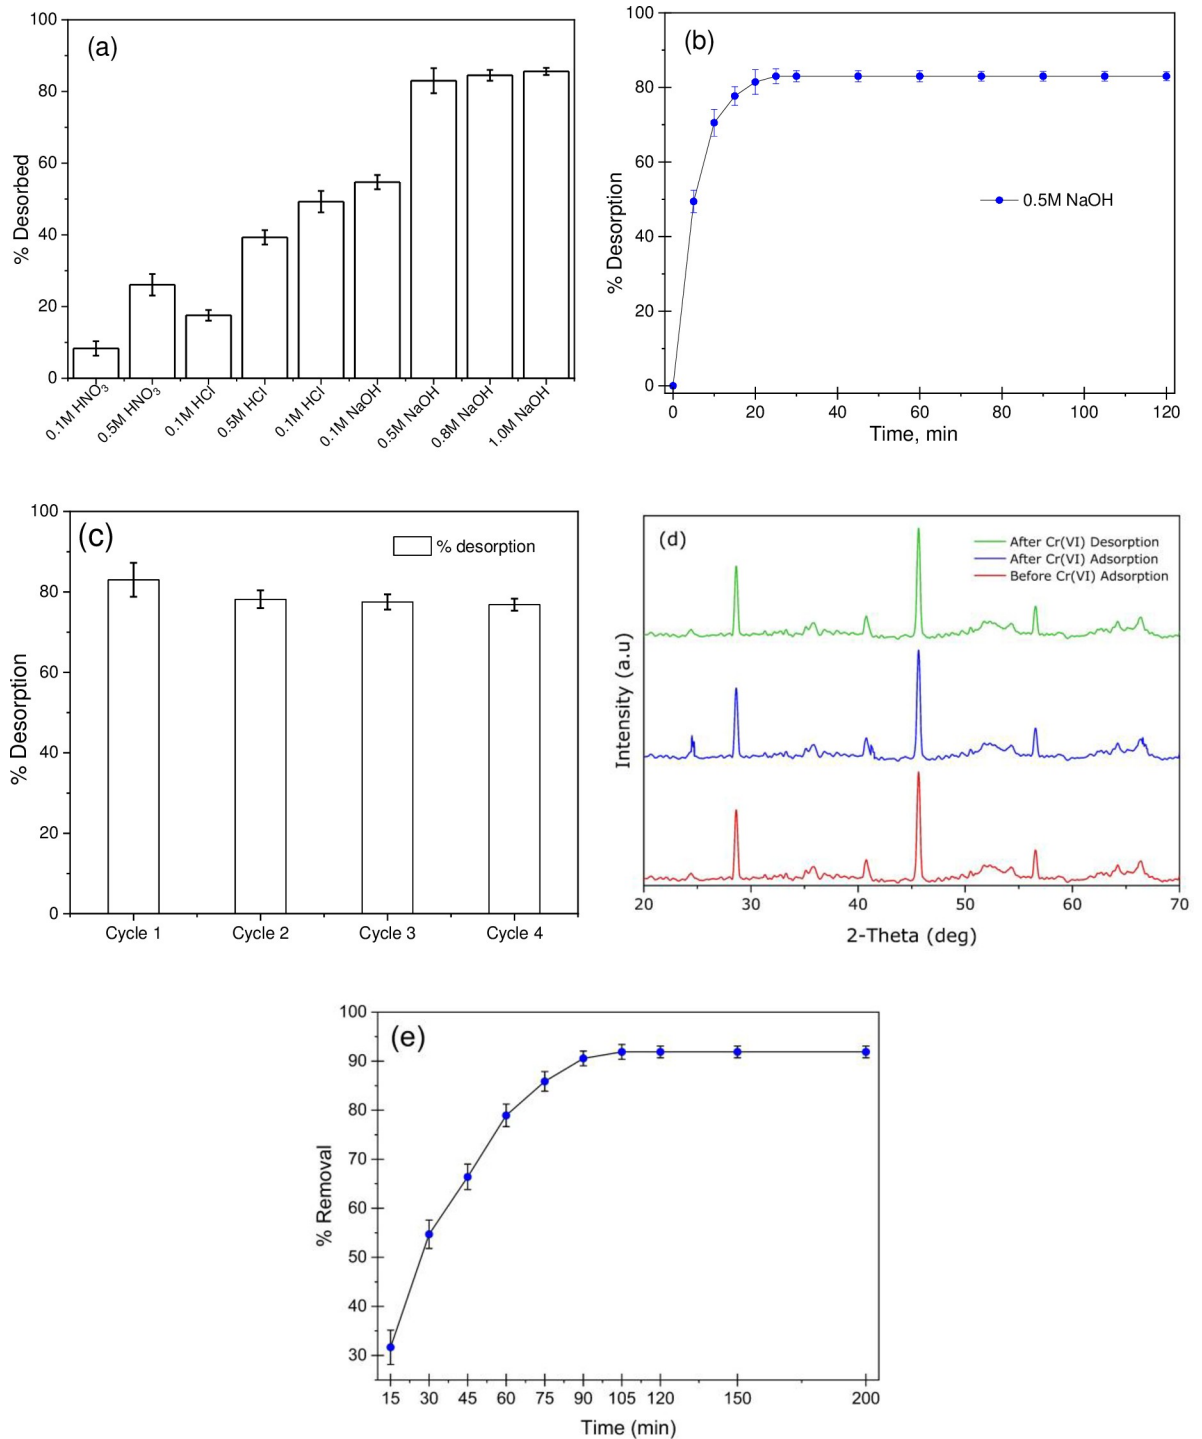 (a)
% Desorbed
100
80
60
40
20
0
0.1M HNO₃
0.5M HNO₃
0.1M HCl
0.5M HCl
0.1M HCl
0.1M NaOH
0.5M NaOH
0.8M NaOH
1.0M NaOH
(b)
% Desorption
100
80
60
40
20
0
0.5M NaOH
0 20 40 60 80 100 120
Time, min
(c)
% desorption
% Desorption
100
80
60
40
20
0
Cycle 1 Cycle 2 Cycle 3 Cycle 4
(d)
After Cr(VI) Desorption
After Cr(VI) Adsorption
Before Cr(VI) Adsorption
Intensity (a.u)
20 30 40 50 60 70
2-Theta (deg)
(e)
% Removal
100
90
80
70
60
50
40
30
15 30 45 60 75 90 105 120 150 200
Time (min)